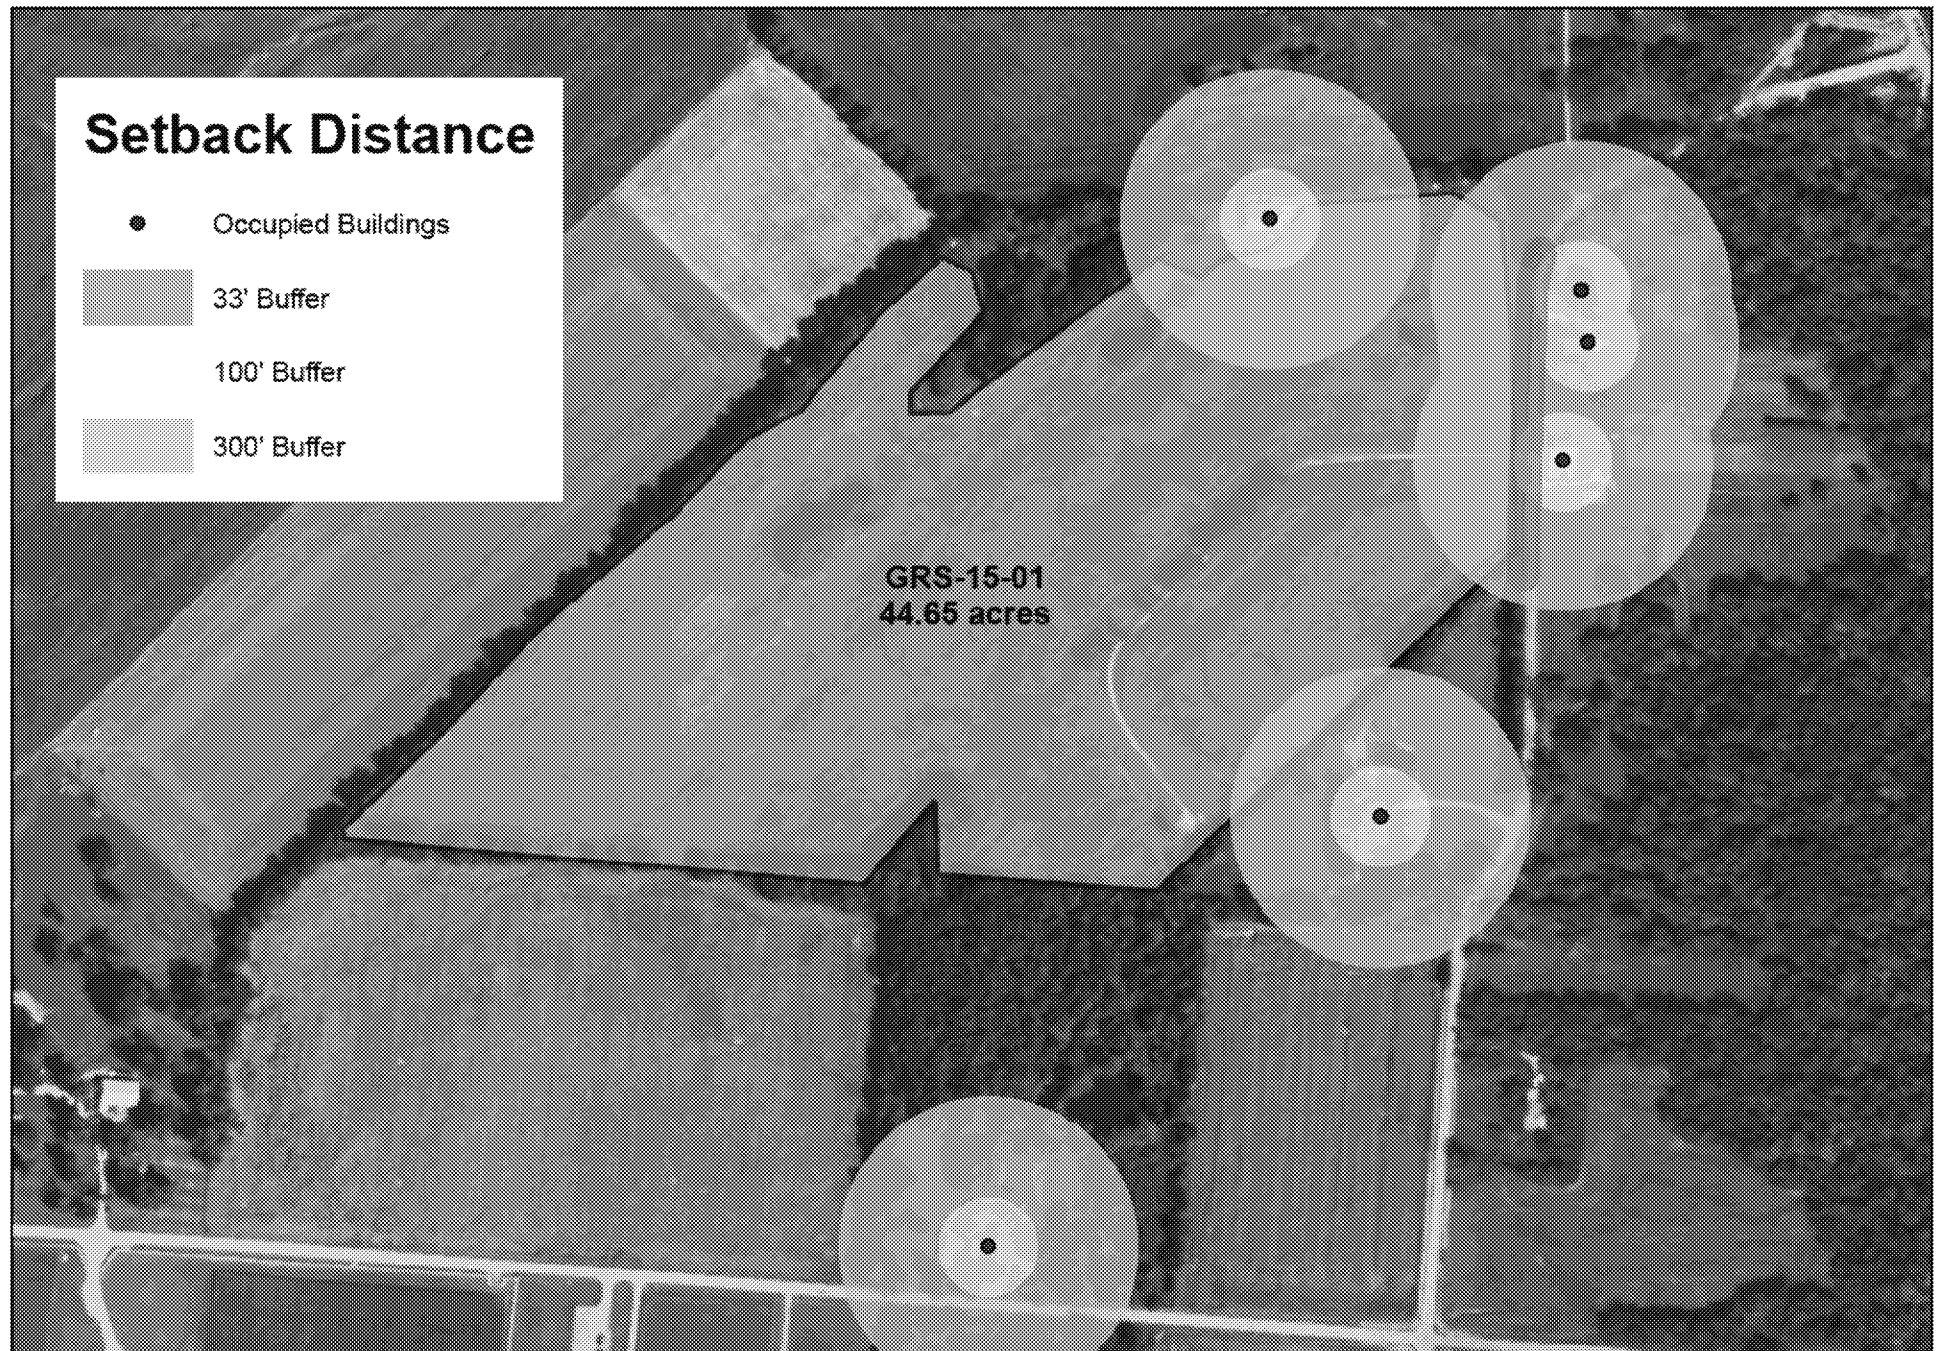 Setback Distance
Occupied Buildings
33' Buffer
100' Buffer
300' Buffer
GRS-15-01
44.65 acres